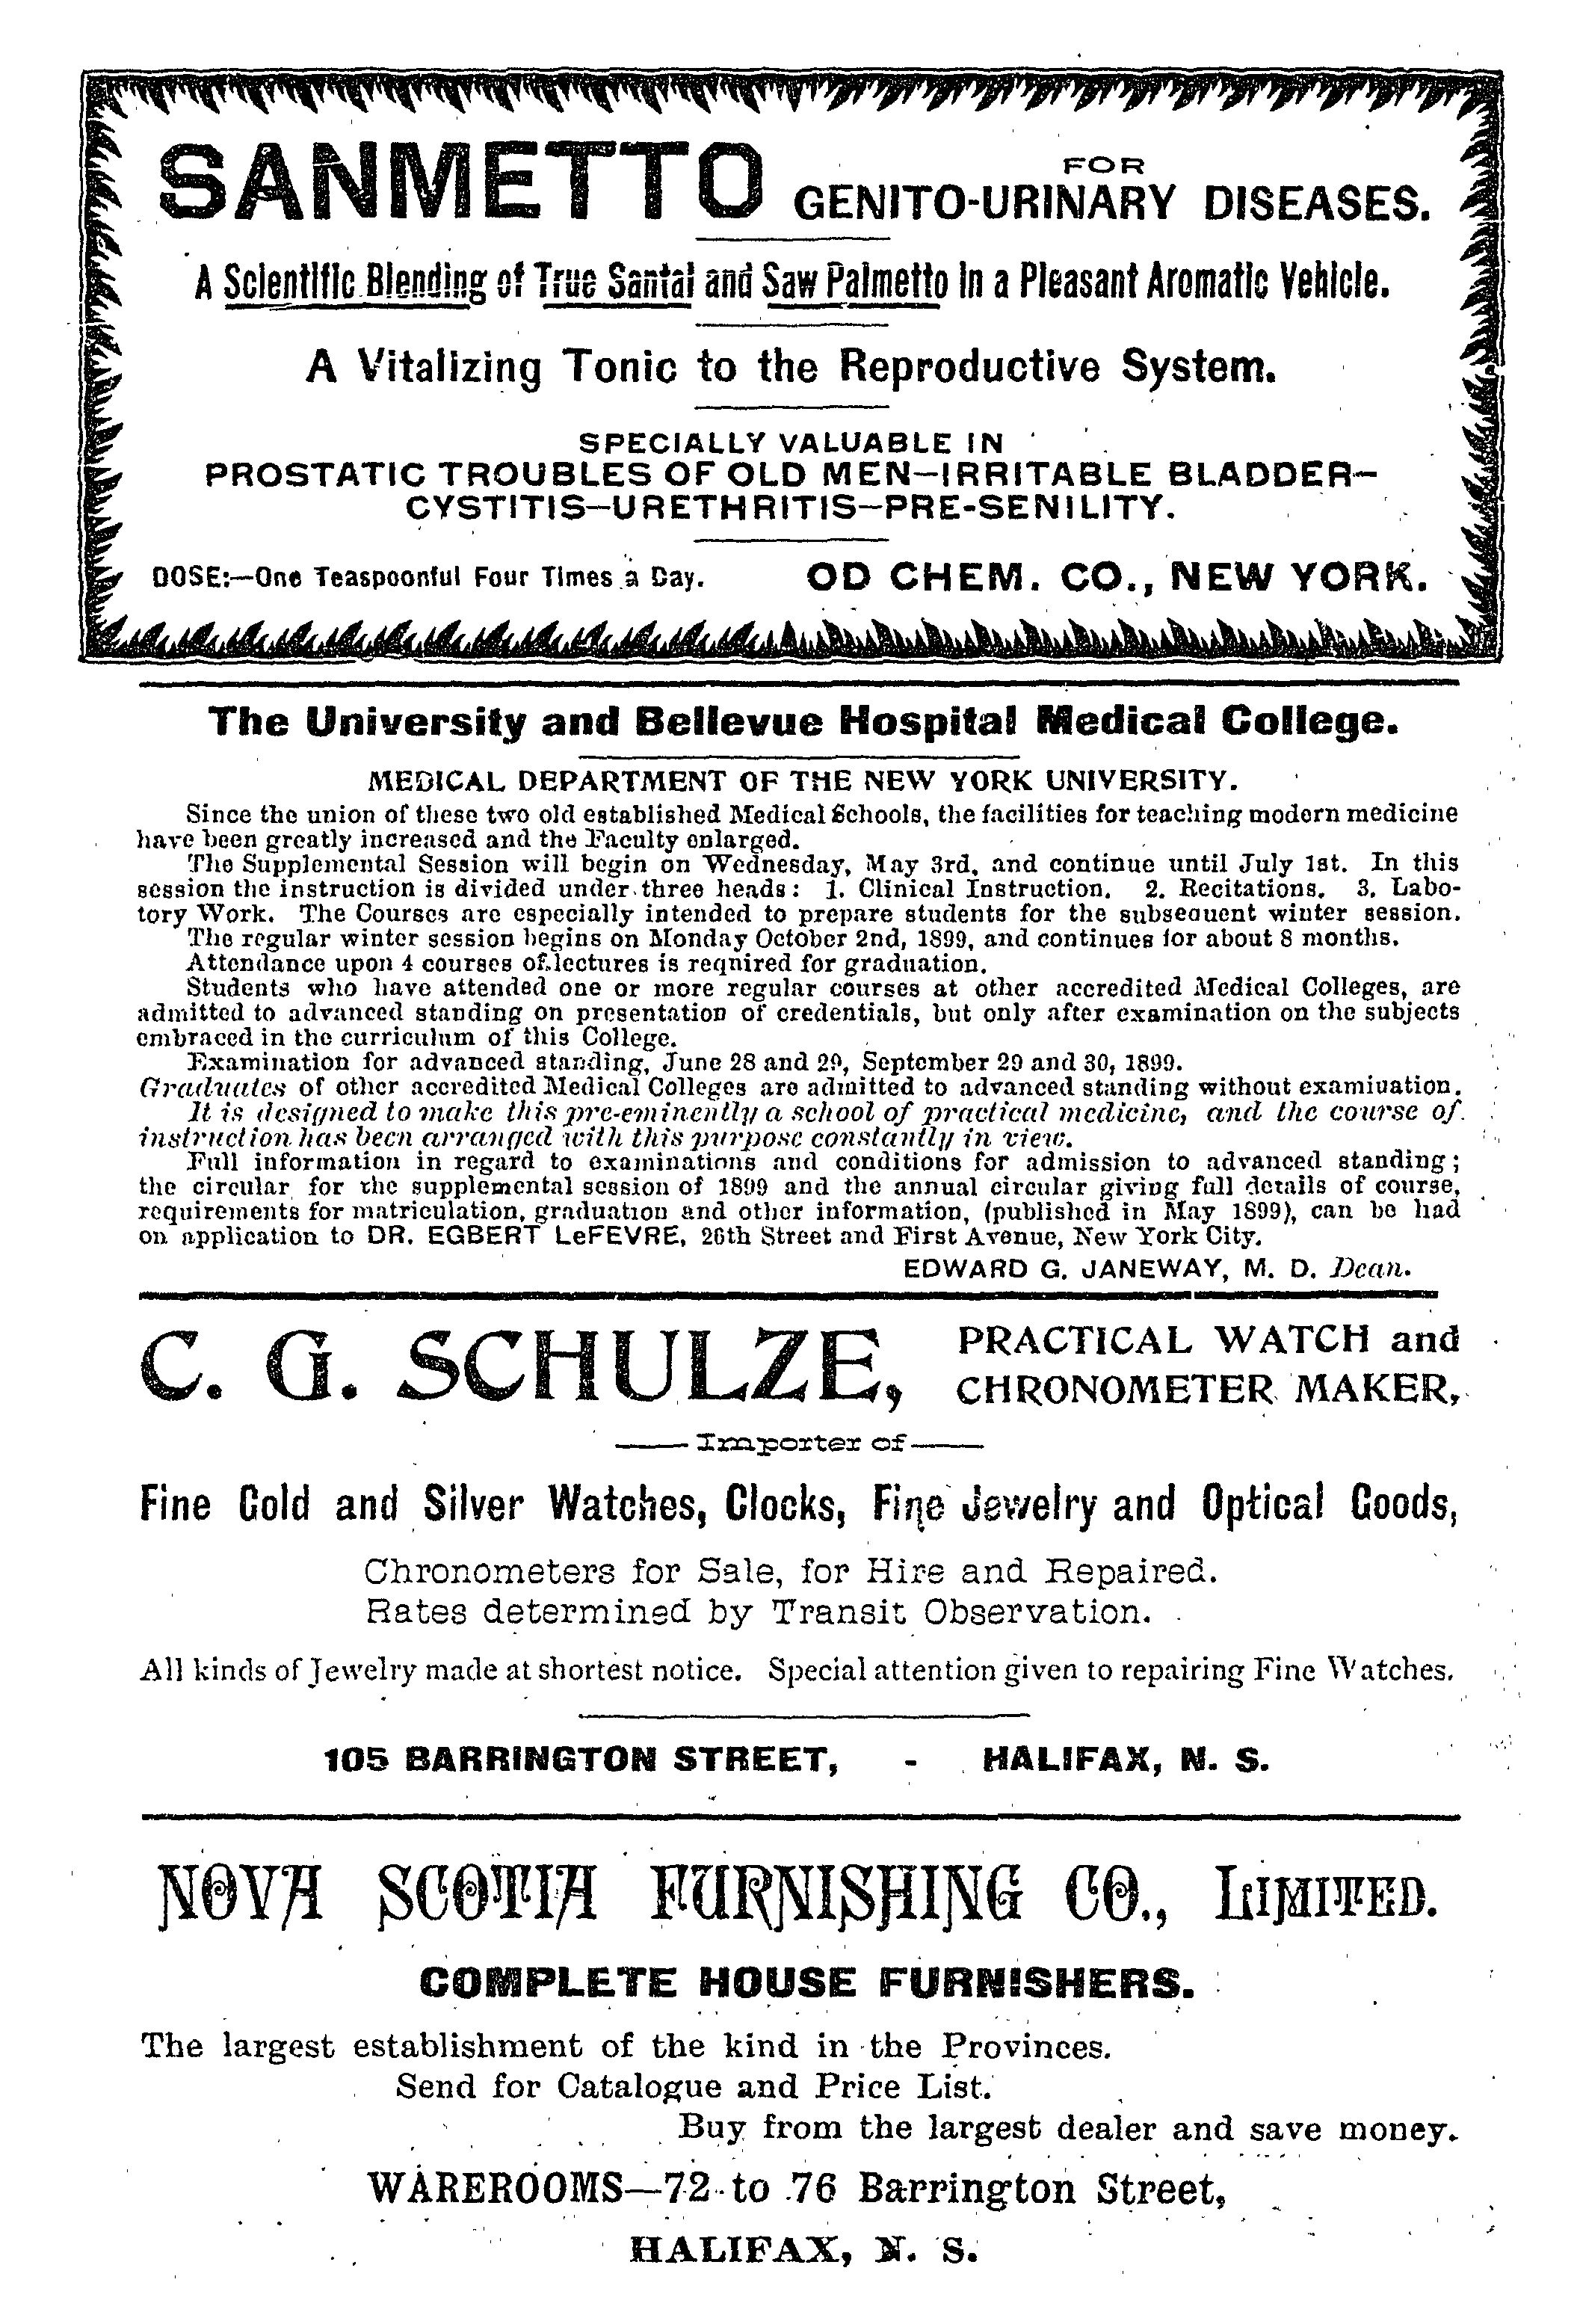 SANMETTO FOR GENITO-URINARY DISEASES.
A Scientific Blending of True Santal and Saw Palmetto in a Pleasant Aromatic Vehicle.
A Vitalizing Tonic to the Reproductive System.
SPECIALLY VALUABLE IN
PROSTATIC TROUBLES OF OLD MEN—IRRITABLE BLADDER—
CYSTITIS—URETHRITIS—PRE-SENILITY.
DOSE:—One Teaspoonful Four Times a Day. OD CHEM. CO., NEW YORK.
The University and Bellevue Hospital Medical College.
MEDICAL DEPARTMENT OF THE NEW YORK UNIVERSITY.
Since the union of these two old established Medical Schools, the facilities for teaching modern medicine
have been greatly increased and the Faculty enlarged.
The Supplemental Session will begin on Wednesday, May 3rd, and continue until July 1st. In this
session the instruction is divided under three heads: 1. Clinical Instruction. 2. Recitations. 3. Labo-
tory Work. The Courses are especially intended to prepare students for the subsequent winter session.
The regular winter session begins on Monday October 2nd, 1899, and continues for about 8 months.
Attendance upon 4 courses of lectures is reqnired for graduation.
Students who have attended one or more regular courses at other accredited Medical Colleges, are
admitted to advanced standing on presentation of credentials, but only after examination on the subjects
embraced in the curriculum of this College.
Examination for advanced standing, June 28 and 29, September 29 and 30, 1899.
Graduates of other accredited Medical Colleges are admitted to advanced standing without examination.
It is designed to make this pre-eminently a school of practical medicine, and the course of
instruction has been arranged with this purpose constantly in view.
Full information in regard to examinations and conditions for admission to advanced standing;
the circular for the supplemental session of 1899 and the annual circular giving full details of course,
requirements for matriculation, graduation and other information, (published in May 1899), can be had
on application to DR. EGBERT LeFEVRE, 26th Street and First Avenue, New York City.
EDWARD G. JANEWAY, M. D. Dean.
C. G. SCHULZE, PRACTICAL WATCH and
CHRONOMETER MAKER,
—Importer of—
Fine Gold and Silver Watches, Clocks, Fine Jewelry and Optical Goods,
Chronometers for Sale, for Hire and Repaired.
Rates determined by Transit Observation.
All kinds of Jewelry made at shortest notice. Special attention given to repairing Fine Watches.
105 BARRINGTON STREET, - HALIFAX, N. S.
NOVA SCOTIA FURNISHING CO., LIMITED.
COMPLETE HOUSE FURNISHERS.
The largest establishment of the kind in the Provinces.
Send for Catalogue and Price List.
Buy from the largest dealer and save money.
WAREROOMS—72 to 76 Barrington Street,
HALIFAX, N. S.